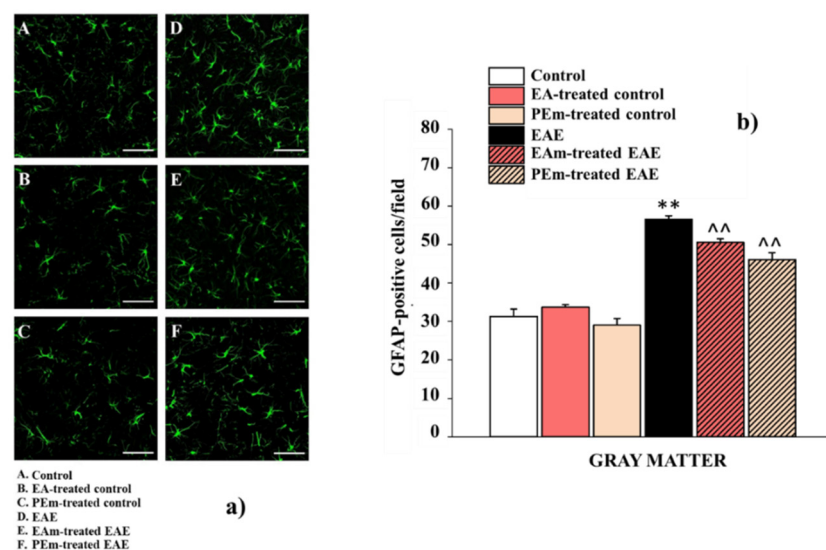 A
D
B
E
C
F
A. Control
B. EA-treated control
C. PEm-treated control
D. EAE
E. EAm-treated EAE
F. PEm-treated EAE
a)
Control
EA-treated control
PEm-treated control
EAE
EAm-treated EAE
PEm-treated EAE
b)
GFAP-positive cells/field
80
70
60
50
40
30
20
10
0
**
^^
^^
GRAY MATTER